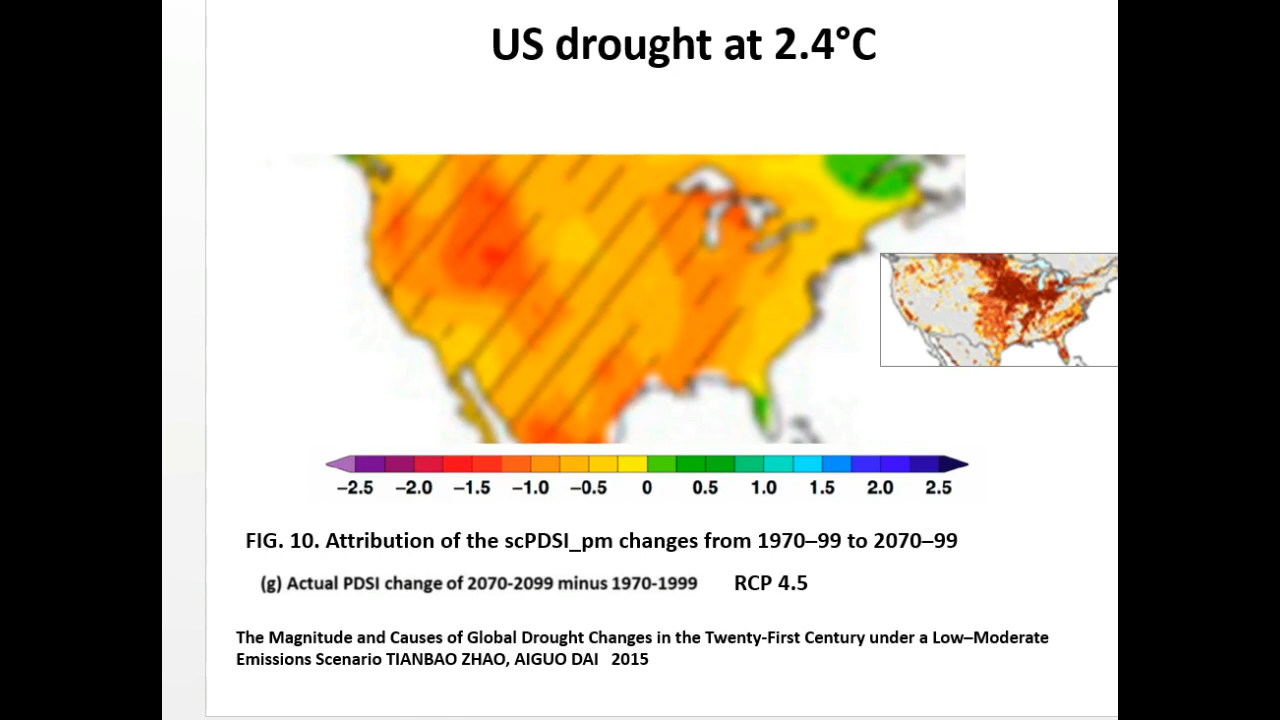 US drought at 2.4°C
−2.5 −2.0 −1.5 −1.0 −0.5 0 0.5 1.0 1.5 2.0 2.5
FIG. 10. Attribution of the scPDSI_pm changes from 1970–99 to 2070–99
(g) Actual PDSI change of 2070-2099 minus 1970-1999 RCP 4.5
The Magnitude and Causes of Global Drought Changes in the Twenty-First Century under a Low–Moderate
Emissions Scenario TIANBAO ZHAO, AIGUO DAI 2015